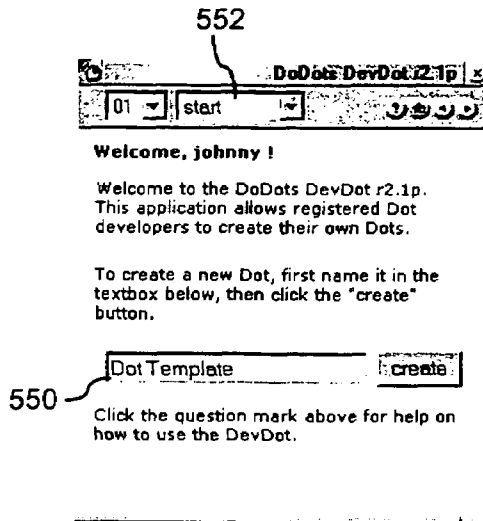 552
DoDots DevDot r2.1p x
01 start
Welcome, johnny !
Welcome to the DoDots DevDot r2.1p.
This application allows registered Dot
developers to create their own Dots.
To create a new Dot, first name it in the
textbox below, then click the "create"
button.
Dot Template create
550
Click the question mark above for help on
how to use the DevDot.